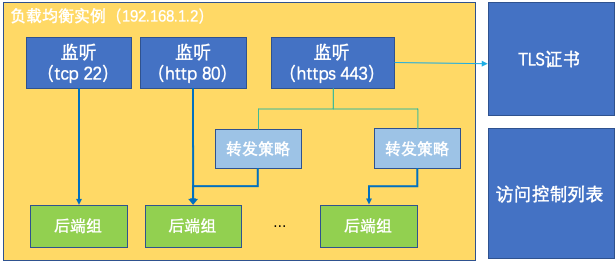 负载均衡实例（192.168.1.2）
监听
（tcp 22）
监听
（http 80）
监听
（https 443）
TLS证书
转发策略
转发策略
访问控制列表
后端组
后端组
...
后端组